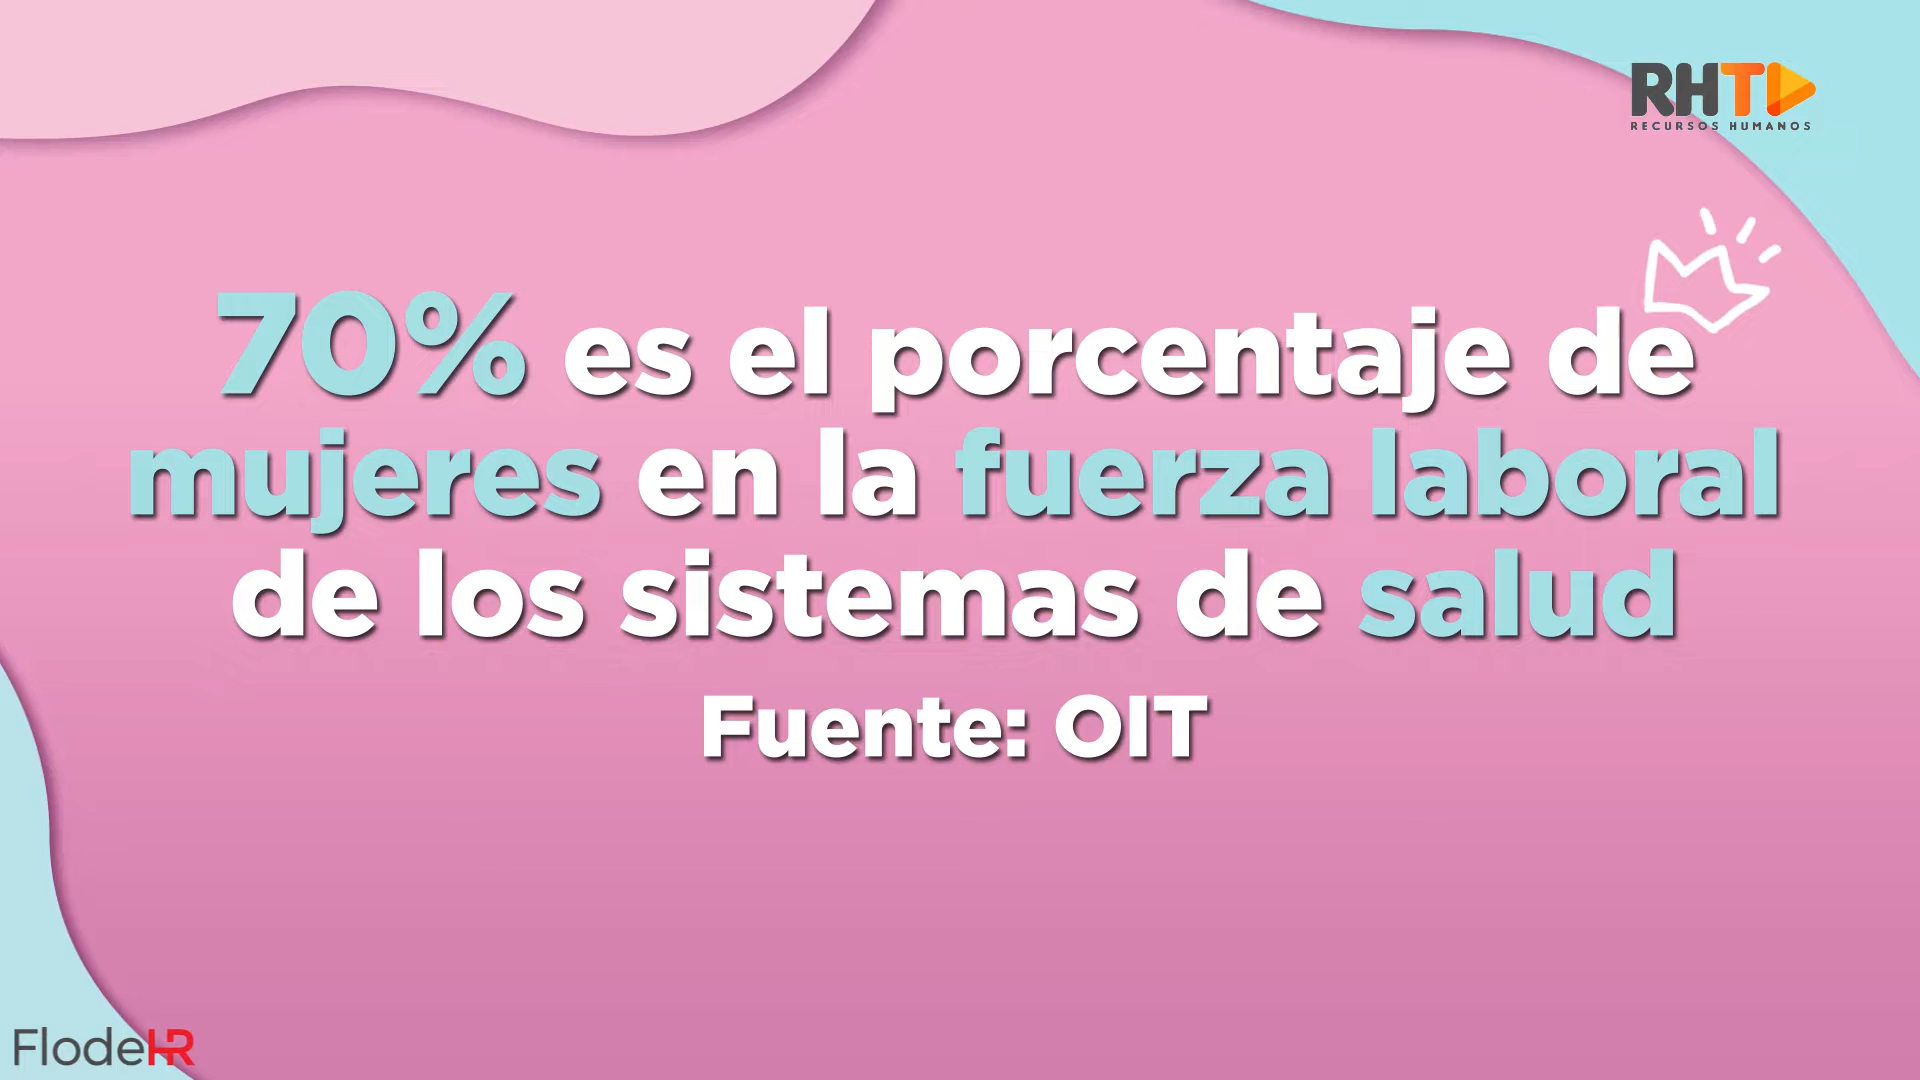 RHT
RECURSOS HUMANOS
70% es el porcentaje de
mujeres en la fuerza laboral
de los sistemas de salud
Fuente: OIT
FlodeHR